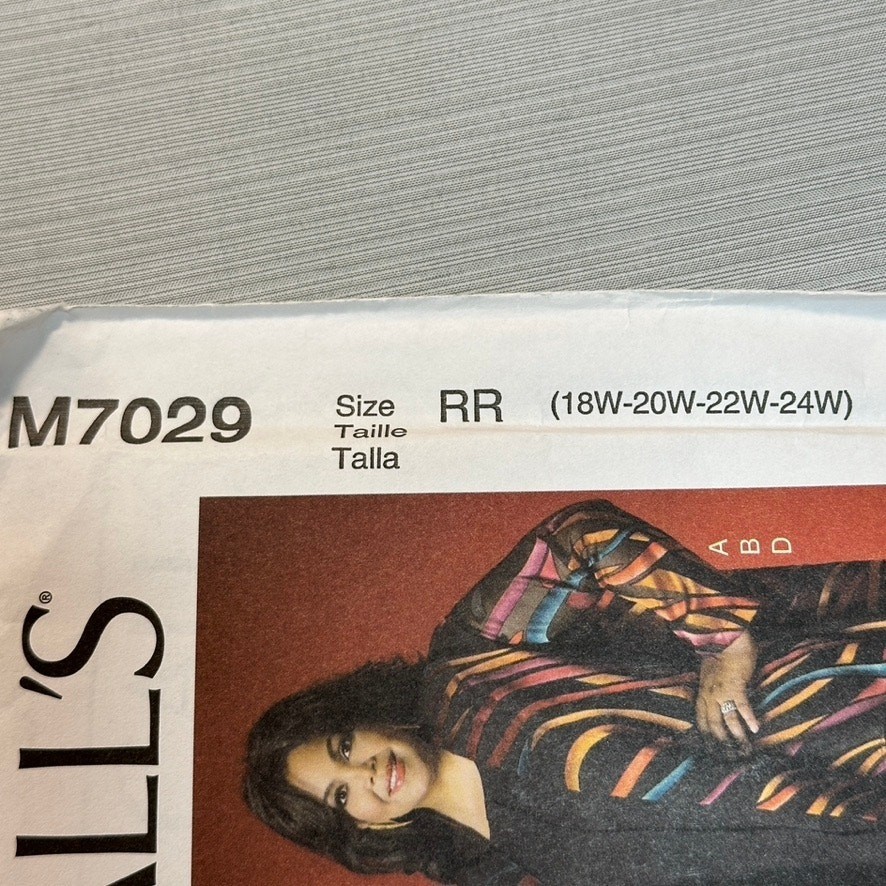 M7029
Size RR (18W-20W-22W-24W)
Taille
Talla
ALL'S®
A
B
D